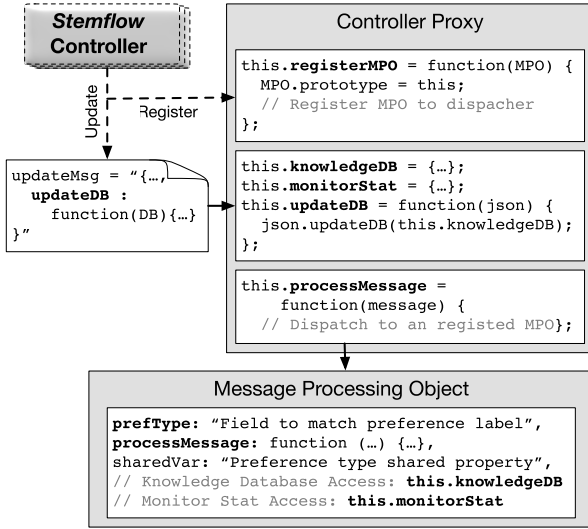 Stemflow
Controller
Update
Register
updateMsg = “{…,
updateDB :
function(DB){…}
}”
Controller Proxy
this.registerMPO = function(MPO) {
MPO.prototype = this;
// Register MPO to dispacher
};
this.knowledgeDB = {…};
this.monitorStat = {…};
this.updateDB = function(json) {
json.updateDB(this.knowledgeDB);
};
this.processMessage =
function(message) {
// Dispatch to an registed MPO};
Message Processing Object
prefType: “Field to match preference label”,
processMessage: function (…) {…},
sharedVar: “Preference type shared property”,
// Knowledge Database Access: this.knowledgeDB
// Monitor Stat Access: this.monitorStat